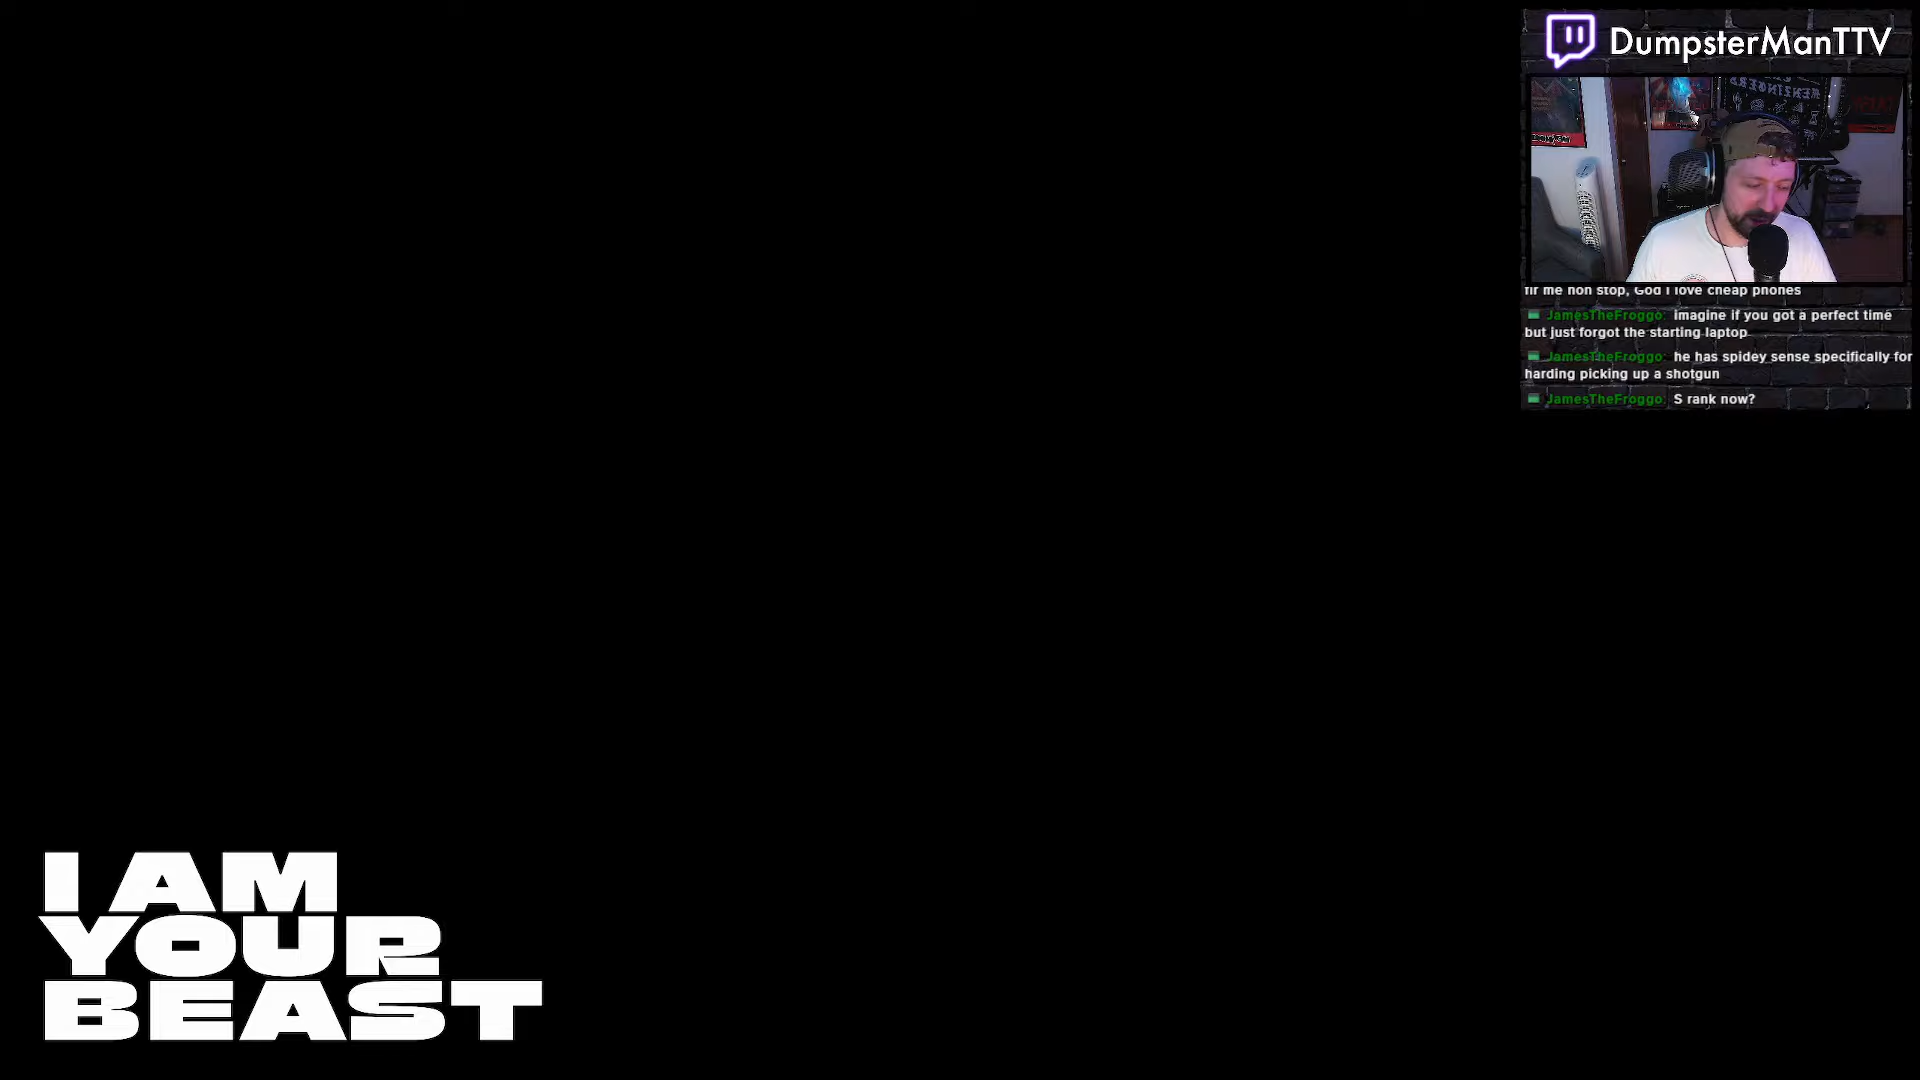 DumpsterManTTV
fir me non stop, God I love cheap phones
JamesTheFroggo: imagine if you got a perfect time
but just forgot the starting laptop
JamesTheFroggo: he has spidey sense specifically for
harding picking up a shotgun
JamesTheFroggo: S rank now?
I AM
YOUR
BEAST